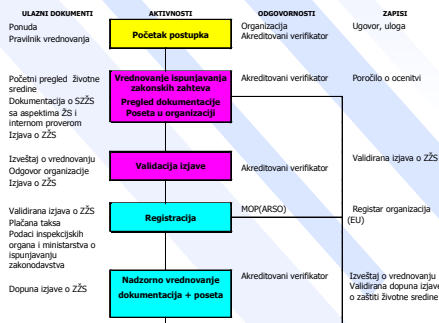 ULAZNI DOKUMENTI
AKTIVNOSTI
ODGOVORNOSTI
ZAPISI
Ponuda
Pravilnik vrednovanja
Početak postupka
Organizacija
Akreditovani verifikator
Ugovor, uloga
Početni pregled životne
sredine
Dokumentacija o SZŽS
sa aspektima ŽS i
internom proverom
Izjava o ZŽS
Vrednovanje ispunjavanja
zakonskih zahteva
Pregled dokumentacije
Poseta u organizaciji
Akreditovani verifikator
Poročilo o ocenitvi
Izveštaj o vrednovanju
Odgovor organizacije
Izjava o ZŽS
Validacija izjave
Akreditovani verifikator
Validirana izjava o ZŽS
Validirana izjava o ZŽS
Plačana taksa
Podaci inspekcijskih
organa i ministarstva o
ispunjavanju
zakonodavstva
Registracija
MOP(ARSO)
Registar organizacija
(EU)
Dopuna izjave o ZŽS
Nadzorno vrednovanje
dokumentacija + poseta
Akreditovani verifikator
Izveštaj o vrednovanju
Validirana dopuna izjave
o zaštiti životne sredine